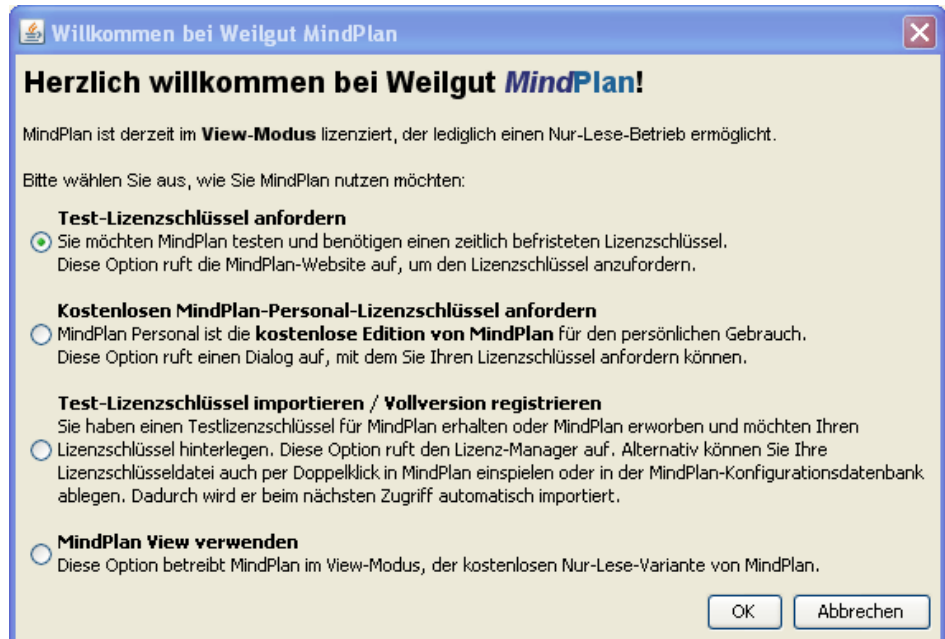 Willkommen bei Weilgut MindPlan
Herzlich willkommen bei Weilgut MindPlan!
MindPlan ist derzeit im View-Modus lizenziert, der lediglich einen Nur-Lese-Betrieb ermöglicht.
Bitte wählen Sie aus, wie Sie MindPlan nutzen möchten:
Test-Lizenzschlüssel anfordern
Sie möchten MindPlan testen und benötigen einen zeitlich befristeten Lizenzschlüssel.
Diese Option ruft die MindPlan-Website auf, um den Lizenzschlüssel anzufordern.
Kostenlosen MindPlan-Personal-Lizenzschlüssel anfordern
MindPlan Personal ist die kostenlose Edition von MindPlan für den persönlichen Gebrauch.
Diese Option ruft einen Dialog auf, mit dem Sie Ihren Lizenzschlüssel anfordern können.
Test-Lizenzschlüssel importieren / Vollversion registrieren
Sie haben einen Testlizenzschlüssel für MindPlan erhalten oder MindPlan erworben und möchten Ihren
Lizenzschlüssel hinterlegen. Diese Option ruft den Lizenz-Manager auf. Alternativ können Sie Ihre
Lizenzschlüsseldatei auch per Doppelklick in MindPlan einspielen oder in der MindPlan-Konfigurationsdatenbank
ablegen. Dadurch wird er beim nächsten Zugriff automatisch importiert.
MindPlan View verwenden
Diese Option betreibt MindPlan im View-Modus, der kostenlosen Nur-Lese-Variante von MindPlan.
OK
Abbrechen